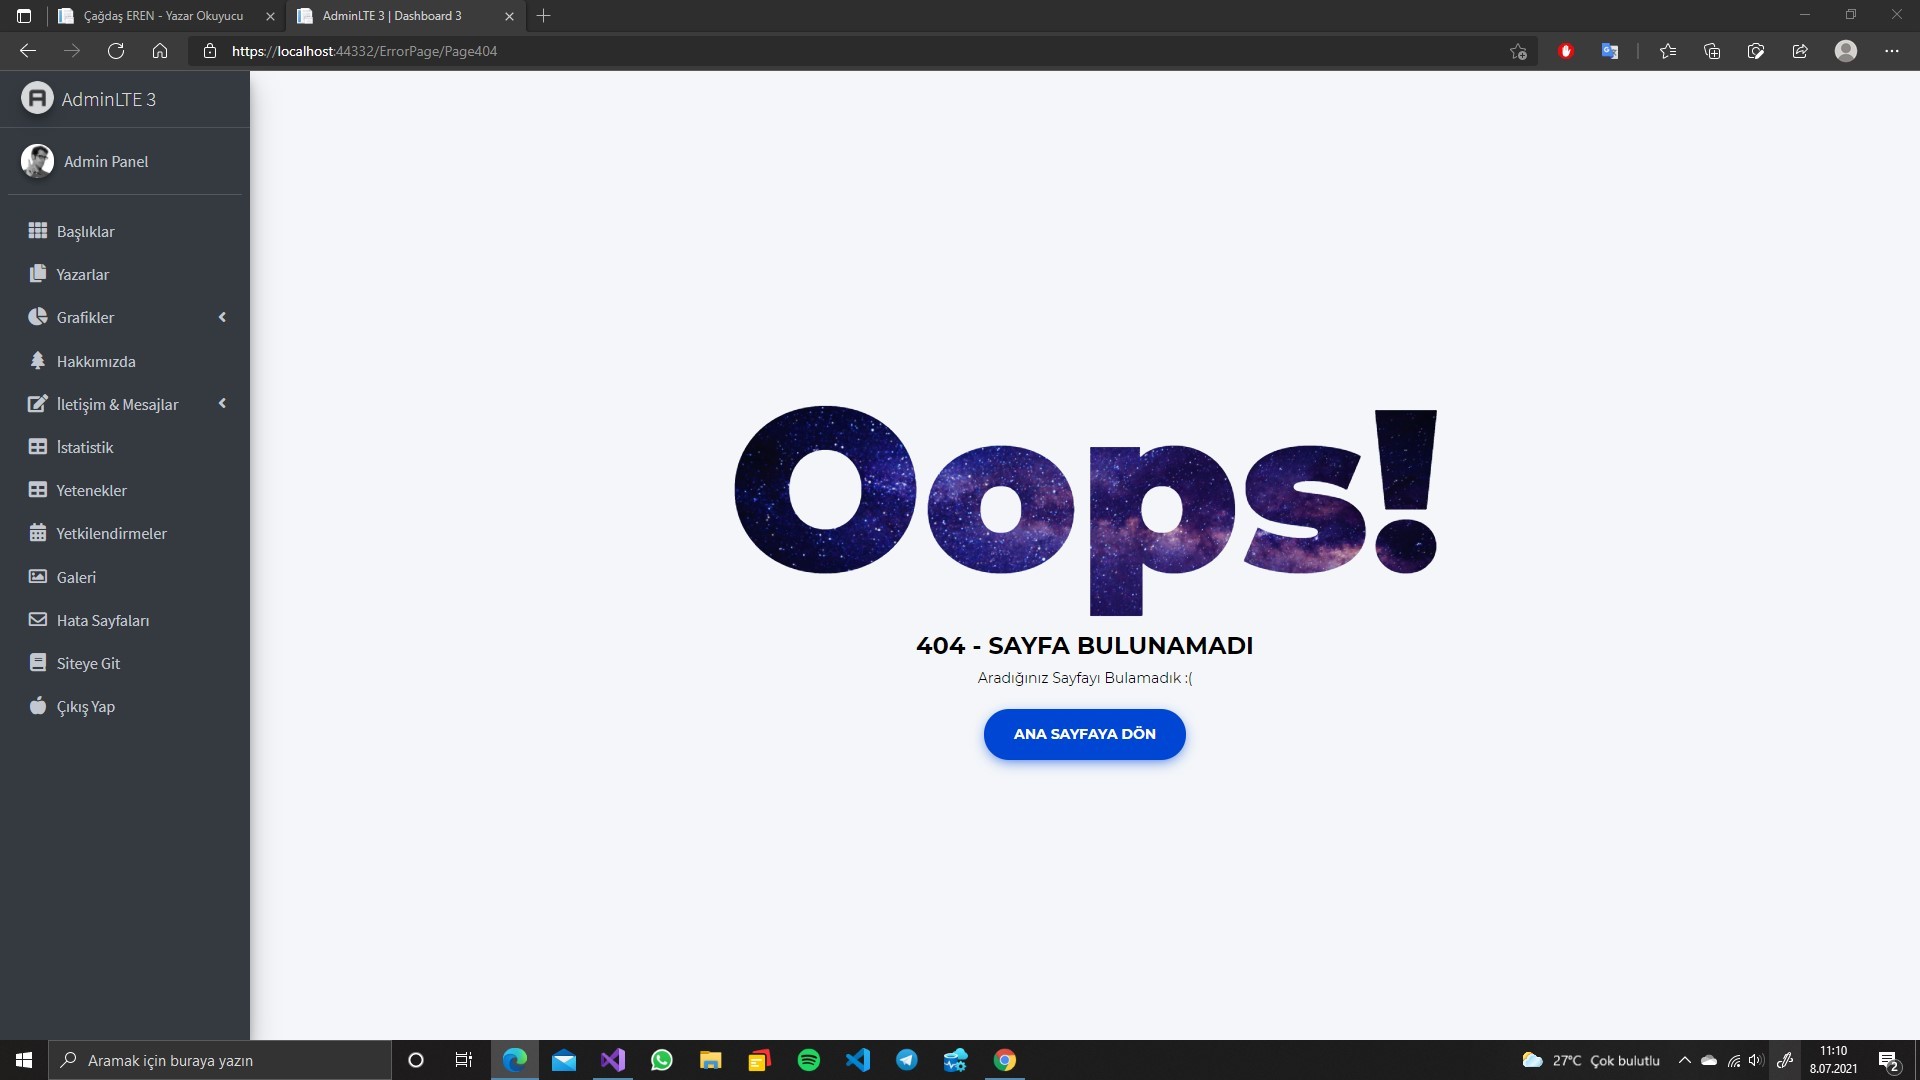 Çağdaş EREN - Yazar Okuyucu
AdminLTE 3 | Dashboard 3
https://localhost:44332/ErrorPage/Page404
AdminLTE 3
Admin Panel
Başlıklar
Yazarlar
Grafikler
Hakkımızda
İletişim & Mesajlar
İstatistik
Yetenekler
Yetkilendirmeler
Galeri
Hata Sayfaları
Siteye Git
Çıkış Yap
Oops!
404 - SAYFA BULUNAMADI
Aradığınız Sayfayı Bulamadık :(
ANA SAYFAYA DÖN
Aramak için buraya yazın
27°C Çok bulutlu
11:10
8.07.2021
2